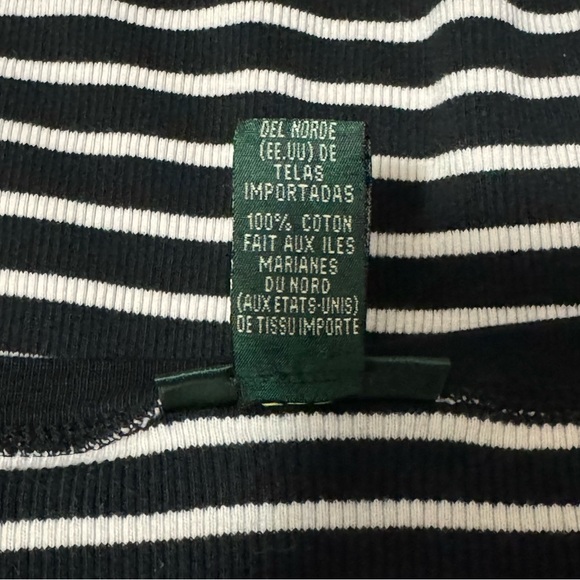 DEL NORDE
(EE.UU) DE
TELAS
IMPORTADAS
100% COTON
FAIT AUX ILES
MARIANES
DU NORD
(AUX ETATS-UNIS)
DE TISSU IMPORTE